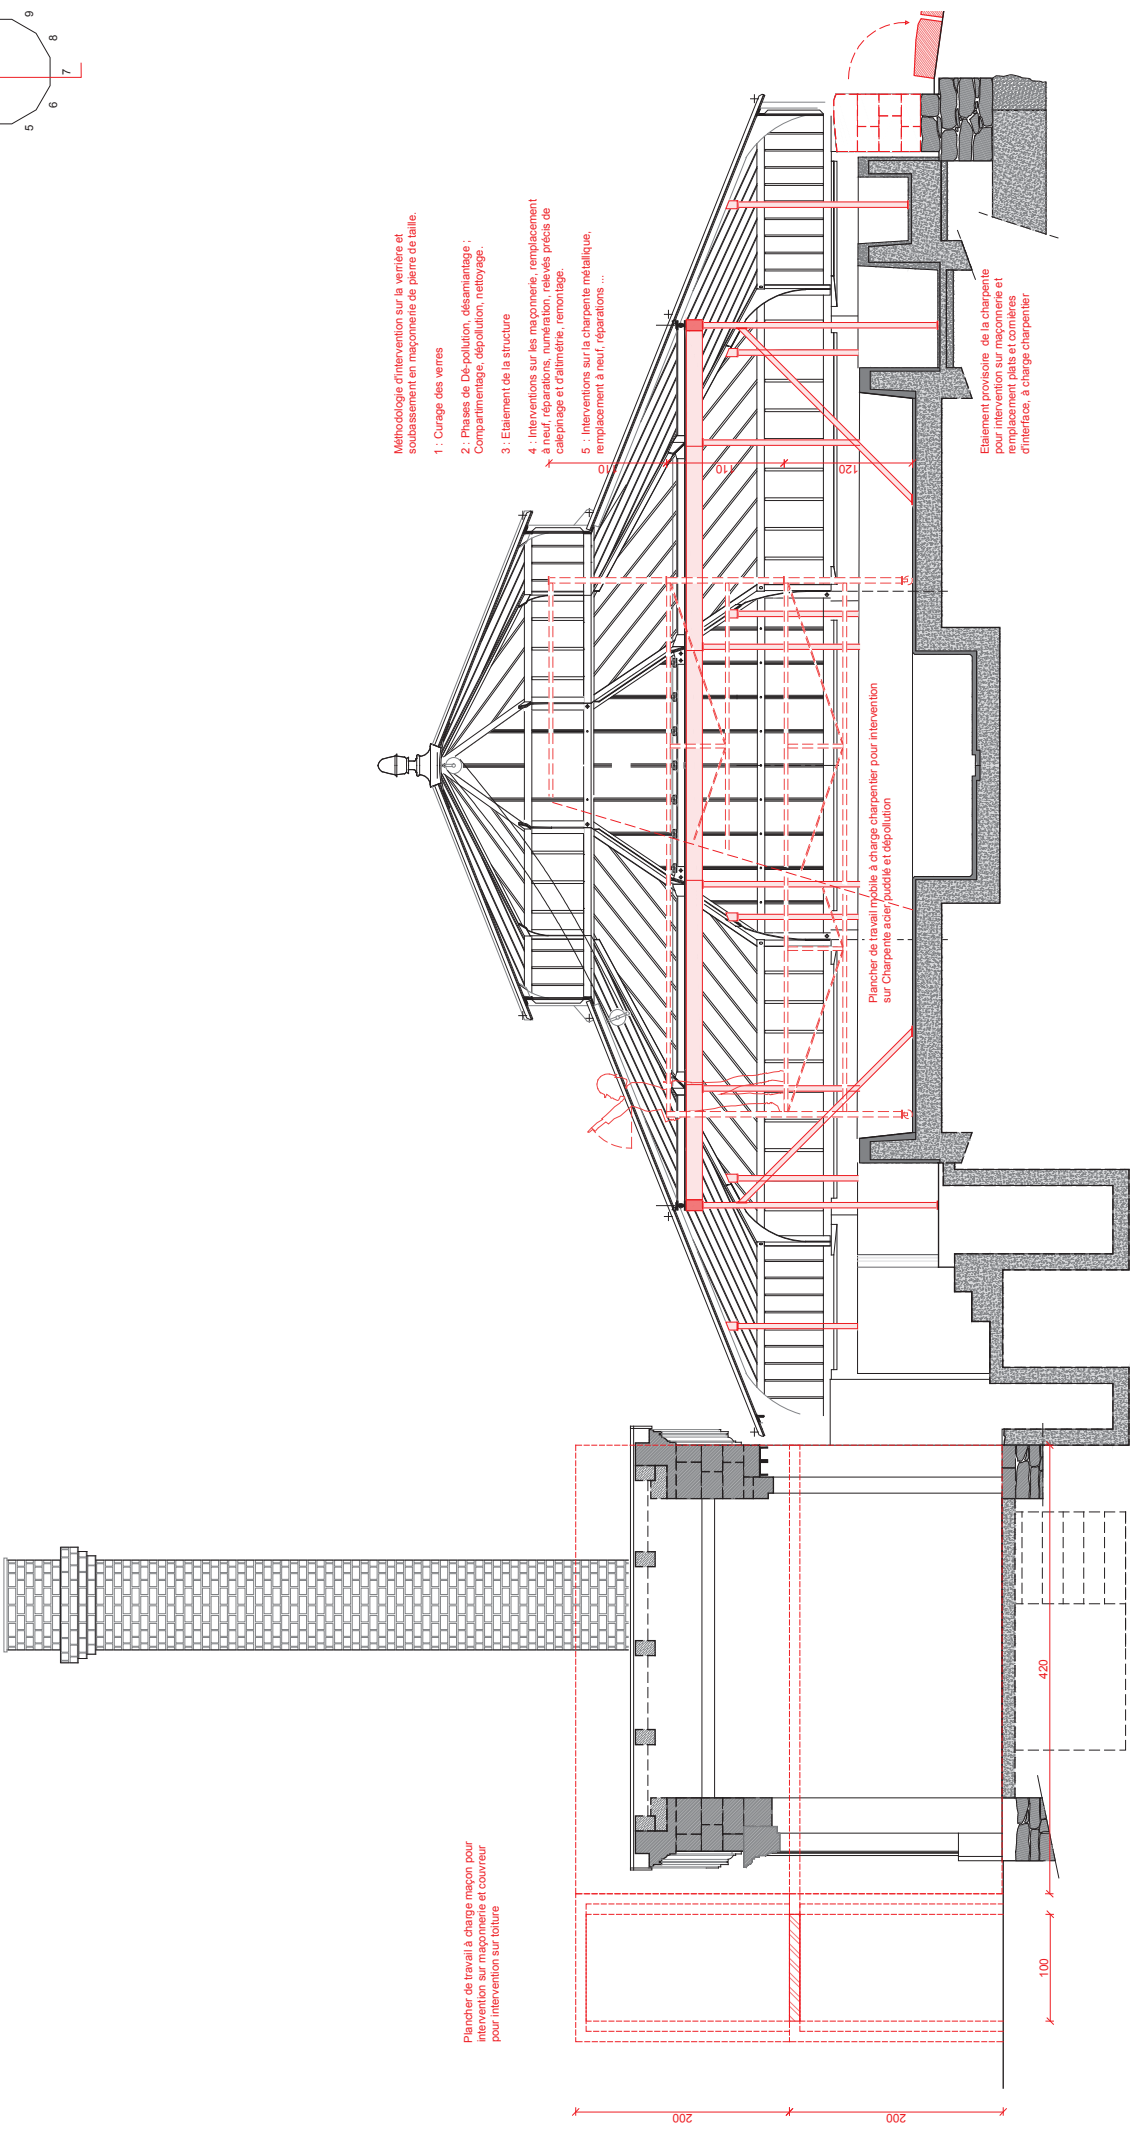 Méthodologie d'intervention sur la verrière et
soubassement en maçonnerie de pierre de taille.
1 : Curage des verres
2 : Phases de Dé-pollution, désamiantage ;
Compartimentage, dépollution, nettoyage.
3 : Etaiement de la structure
4 : Interventions sur les maçonnerie, remplacement
à neuf, réparations, numération, relevés précis de
calepinage et d'altimétrie, remontage.
5 : Interventions sur la charpente métallique,
remplacement à neuf, réparations ...
5
6
7
8
9
Plancher de travail à charge maçon pour
intervention sur maçonnerie et couvreur
pour intervention sur toiture
Plancher de travail mobile à charge charpentier pour intervention
sur Charpente acier puddlé et dépollution
Etaiement provisoire de la charpente
pour intervention sur maçonnerie et
remplacement plats et cornières
d'interface, à charge charpentier
110
110
120
200
200
100
420